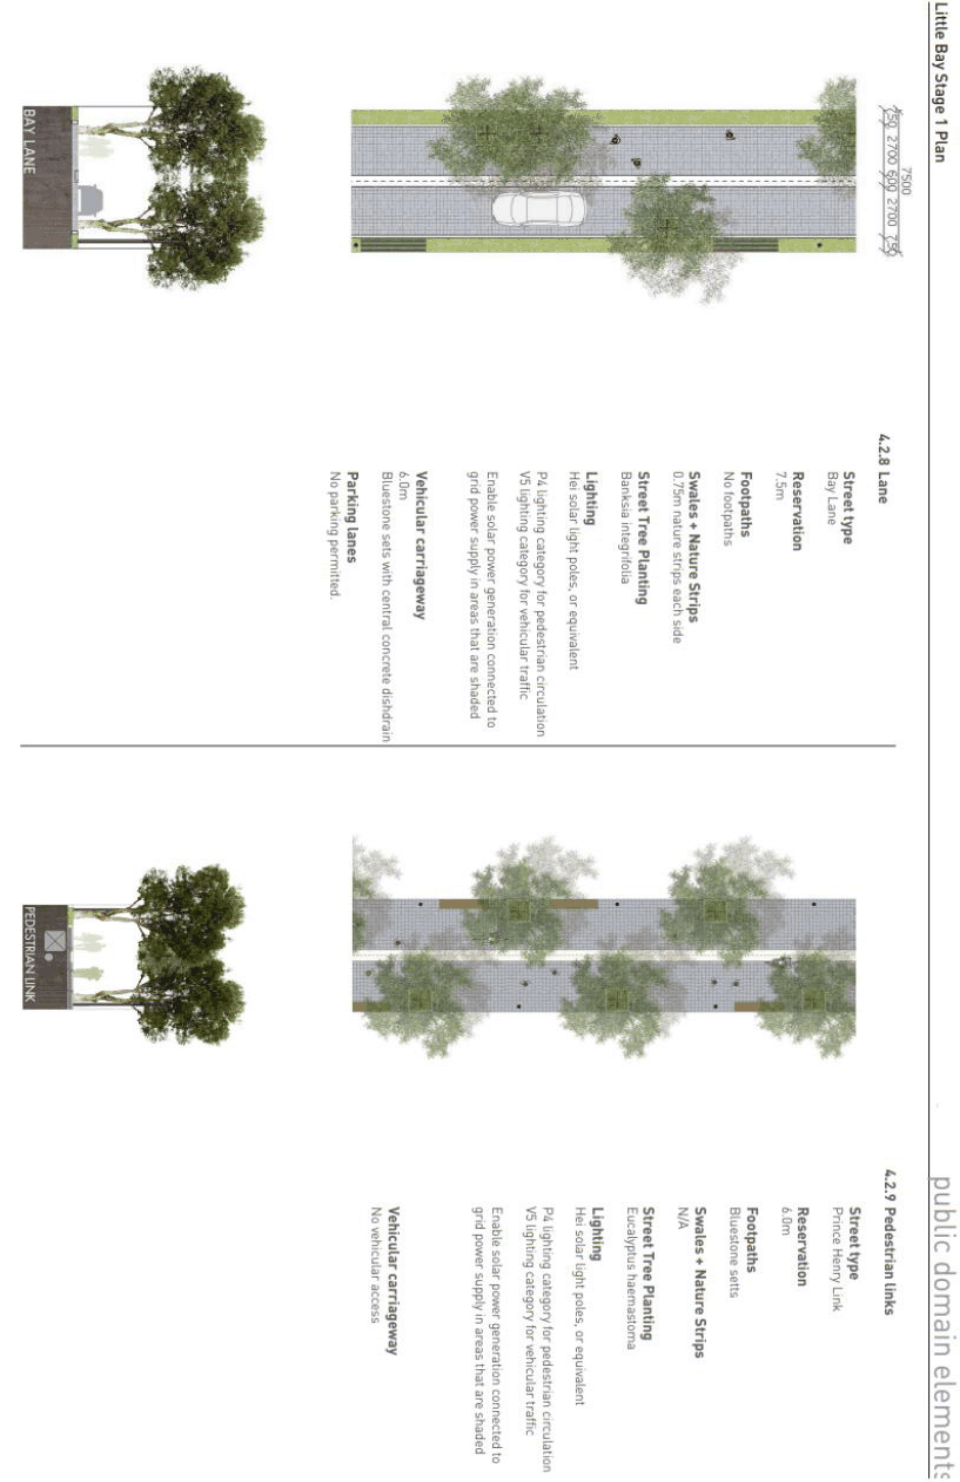 Little Bay Stage 1 Plan
public domain elements
7500
750 2700 600 2700 750
BAY LANE
4.2.8 Lane
Street type
Bay Lane
Reservation
7.5m
Footpaths
No footpaths
Swales + Nature Strips
0.75m nature strips each side
Street Tree Planting
Banksia integrifolia
Lighting
Hei solar light poles, or equivalent
P4 lighting category for pedestrian circulation
V5 lighting category for vehicular traffic
Enable solar power generation connected to
grid power supply in areas that are shaded
Vehicular carriageway
6.0m
Bluestone sets with central concrete dishdrain
Parking lanes
No parking permitted.
PEDESTRIAN LINK
4.2.9 Pedestrian links
Street type
Prince Henry Link
Reservation
6.0m
Footpaths
Bluestone setts
Swales + Nature Strips
N/A
Street Tree Planting
Eucalyptus haemastoma
Lighting
Hei solar light poles, or equivalent
P4 lighting category for pedestrian circulation
V5 lighting category for vehicular traffic
Enable solar power generation connected to
grid power supply in areas that are shaded
Vehicular carriageway
No vehicular access